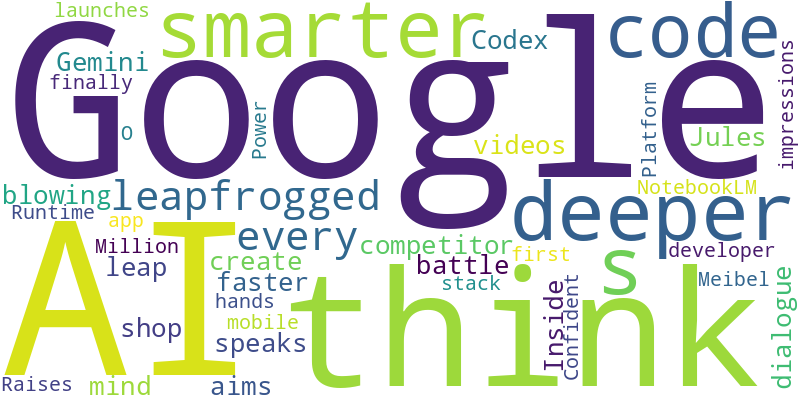 launches
smarter
code
Codex
Gemini
finally
Google
O
Power
videos
Platform
Jules
impressions
blowing
leapfrogged
NotebookLM
deeper
Runtime
app
every
Million
competitor
first
developer
AI
leap
create
battle
s
faster
stack
Meibel
hands
think
Inside
confident
dialogue
shop
mobile
speaks
Raises
mind
aims